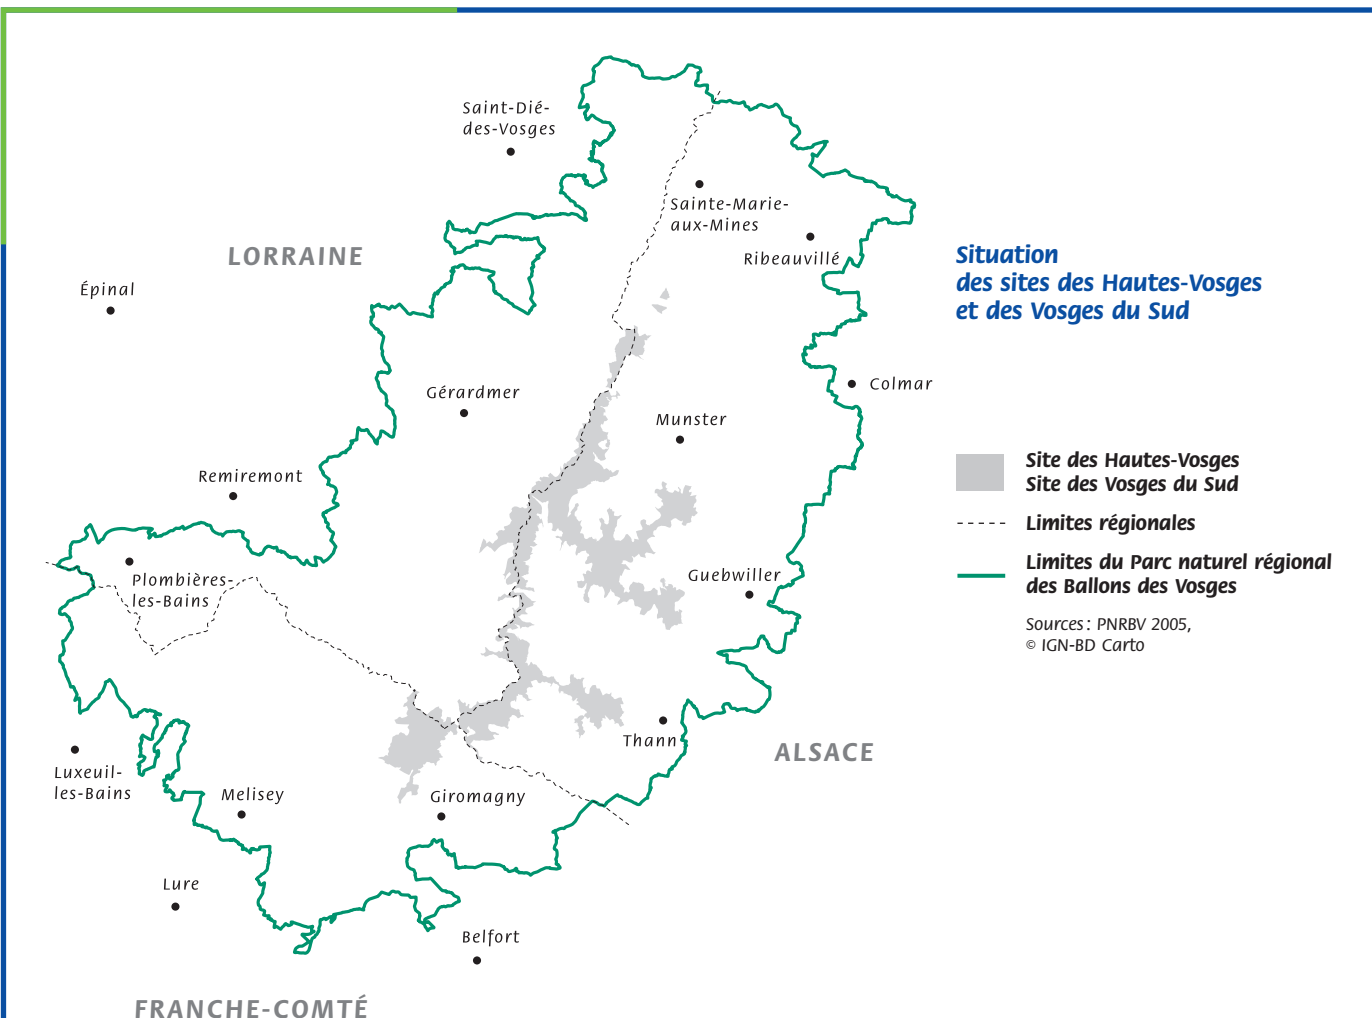 Saint-Dié-
des-Vosges
Sainte-Marie-
aux-Mines
Ribeauvillé
LORRAINE
Épinal
Situation
des sites des Hautes-Vosges
et des Vosges du Sud
Colmar
Gérardmer
Munster
Remiremont
Site des Hautes-Vosges
Site des Vosges du Sud
Limites régionales
Limites du Parc naturel régional
des Ballons des Vosges
Sources : PNRBV 2005,
© IGN-BD Carto
Plombières-
les-Bains
Guebwiller
Thann
ALSACE
Luxeuil-
les-Bains
Melisey
Giromagny
Lure
Belfort
FRANCHE-COMTÉ